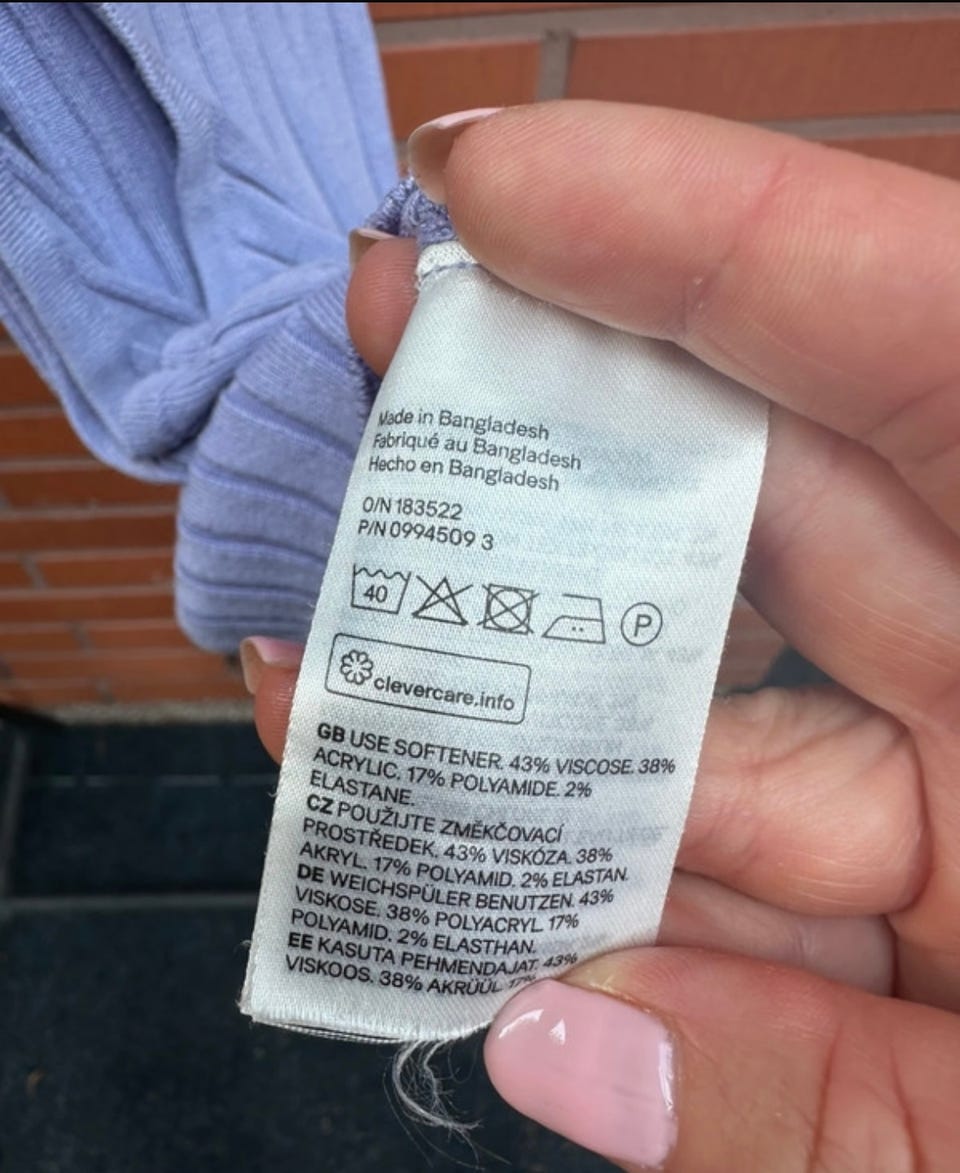 Made in Bangladesh
Fabriqué au Bangladesh
Hecho en Bangladesh
O/N 183522
P/N 0994509 3
40
P
clevercare.info
GB USE SOFTENER. 43% VISCOSE. 38%
ACRYLIC. 17% POLYAMIDE. 2%
ELASTANE.
CZ POUŽIJTE ZMĚKČOVACÍ
PROSTŘEDEK. 43% VISKÓZA. 38%
AKRYL. 17% POLYAMID. 2% ELASTAN.
DE WEICHSPÜLER BENUTZEN. 43%
VISKOSE. 38% POLYACRYL. 17%
POLYAMID. 2% ELASTHAN.
EE KASUTA PEHMENDAJAT. 43%
VISKOOS. 38% AKRÜÜL. 17%